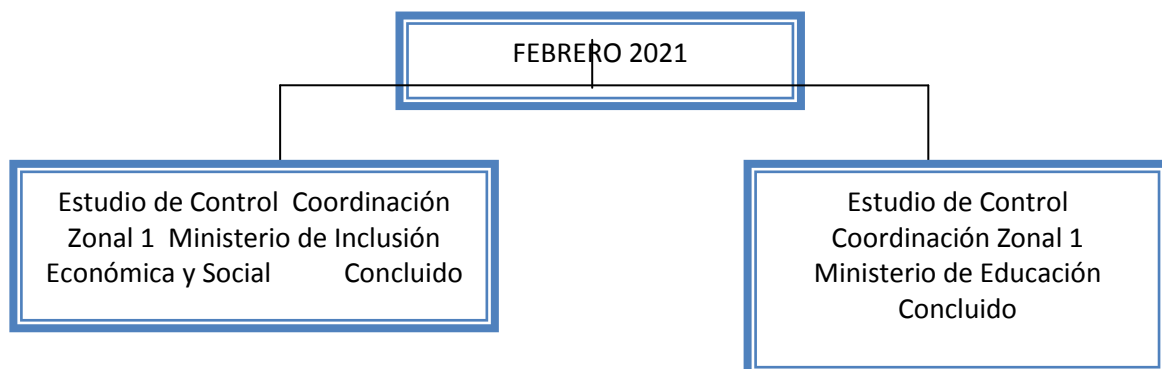 FEBRERO 2021
Estudio de Control Coordinación
Zonal 1 Ministerio de Inclusión
Económica y Social Concluido
Estudio de Control
Coordinación Zonal 1
Ministerio de Educación
Concluido